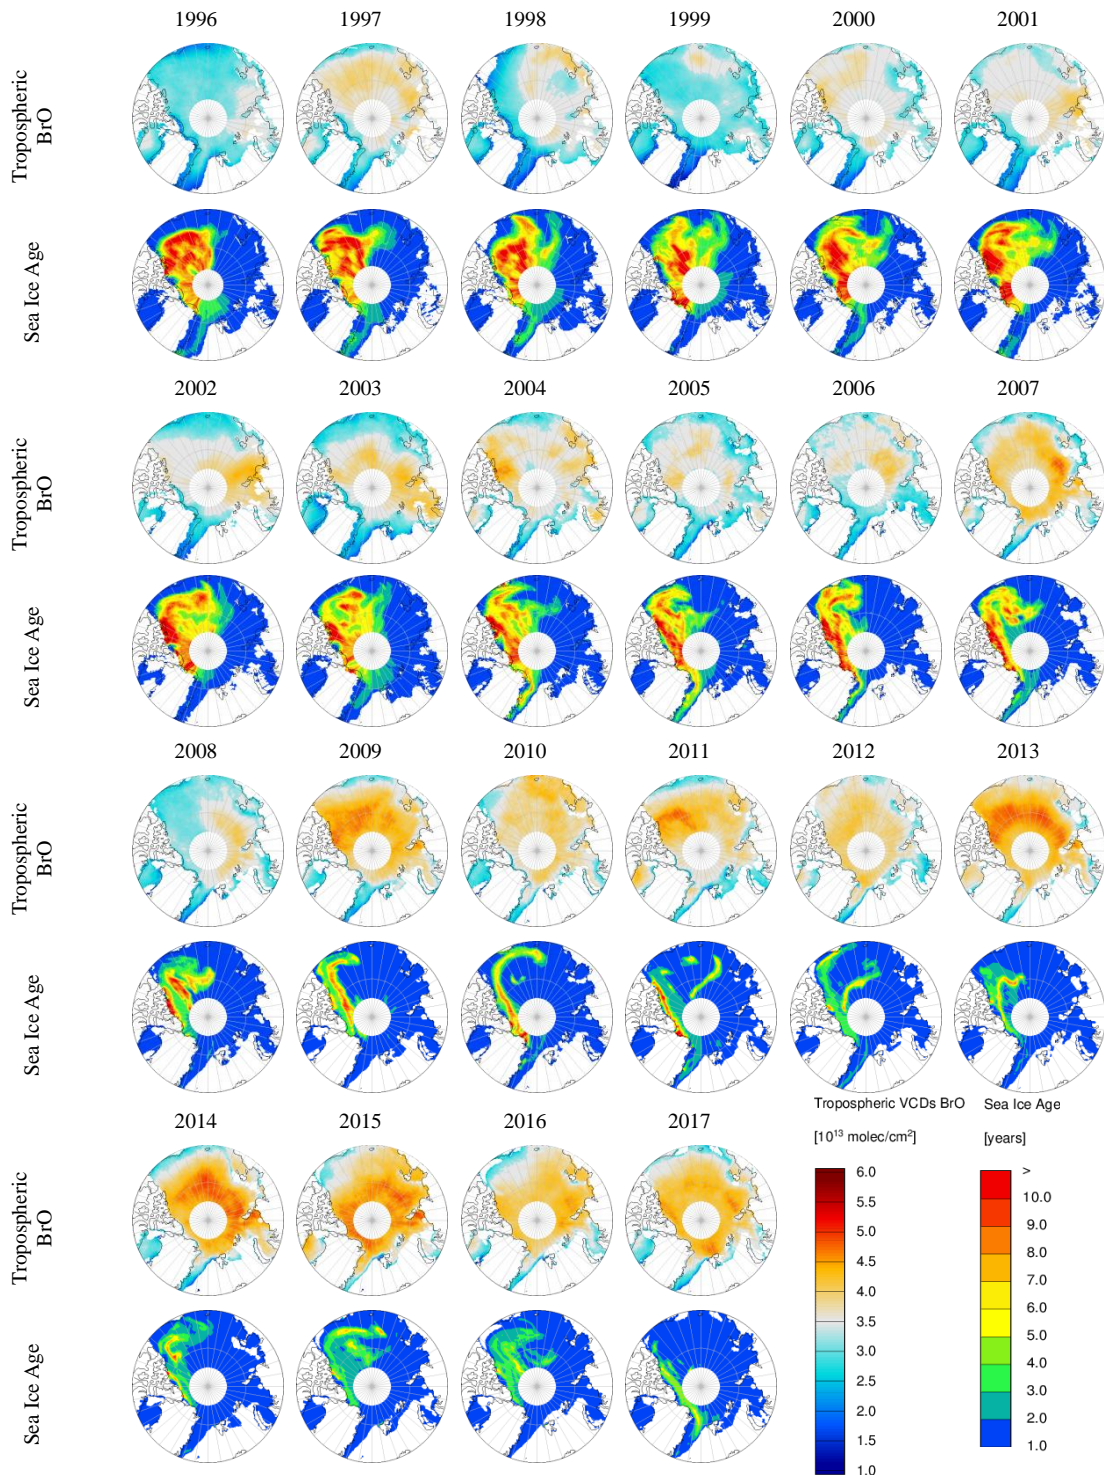 1996 1997 1998 1999 2000 2001
Tropospheric
BrO
Sea Ice Age
2002 2003 2004 2005 2006 2007
Tropospheric
BrO
Sea Ice Age
2008 2009 2010 2011 2012 2013
Tropospheric
BrO
Sea Ice Age
2014 2015 2016 2017
Tropospheric
BrO
Sea Ice Age
Tropospheric VCDs BrO
[10¹³ molec/cm²]
6.0
5.5
5.0
4.5
4.0
3.5
3.0
2.5
2.0
1.5
1.0
Sea Ice Age
[years]
>
10.0
9.0
8.0
7.0
6.0
5.0
4.0
3.0
2.0
1.0